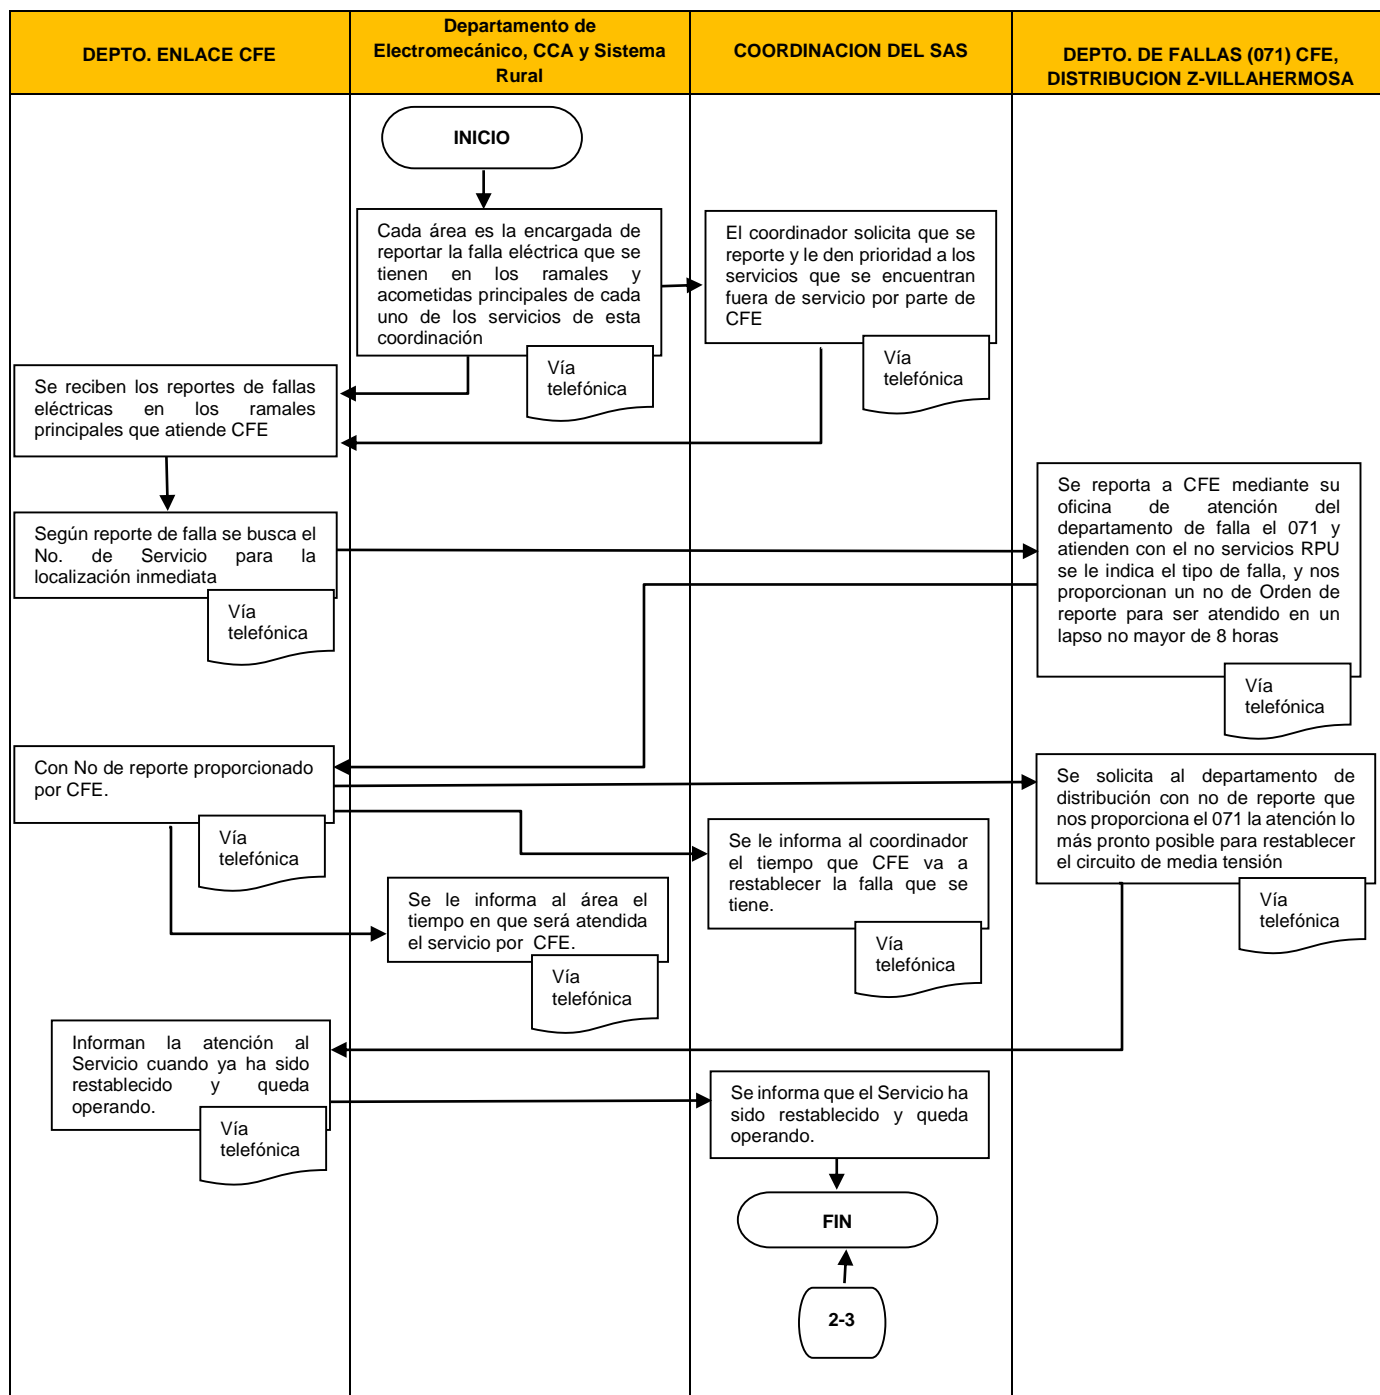 DEPTO. ENLACE CFE
Departamento de
Electromecánico, CCA y Sistema
Rural
COORDINACION DEL SAS
DEPTO. DE FALLAS (071) CFE,
DISTRIBUCION Z-VILLAHERMOSA
INICIO
Cada área es la encargada de
reportar la falla eléctrica que se
tienen en los ramales y
acometidas principales de cada
uno de los servicios de esta
coordinación
Vía
telefónica
El coordinador solicita que se
reporte y le den prioridad a los
servicios que se encuentran
fuera de servicio por parte de
CFE
Vía
telefónica
Se reciben los reportes de fallas
eléctricas en los ramales
principales que atiende CFE
Según reporte de falla se busca el
No. de Servicio para la
localización inmediata
Vía
telefónica
Se reporta a CFE mediante su
oficina de atención del
departamento de falla el 071 y
atienden con el no servicios RPU
se le indica el tipo de falla, y nos
proporcionan un no de Orden de
reporte para ser atendido en un
lapso no mayor de 8 horas
Vía
telefónica
Con No de reporte proporcionado
por CFE.
Vía
telefónica
Se solicita al departamento de
distribución con no de reporte que
nos proporciona el 071 la atención lo
más pronto posible para restablecer
el circuito de media tensión
Vía
telefónica
Se le informa al coordinador
el tiempo que CFE va a
restablecer la falla que se
tiene.
Vía
telefónica
Se le informa al área el
tiempo en que será atendida
el servicio por CFE.
Vía
telefónica
Informan la atención al
Servicio cuando ya ha sido
restablecido y queda
operando.
Vía
telefónica
Se informa que el Servicio ha
sido restablecido y queda
operando.
FIN
2-3